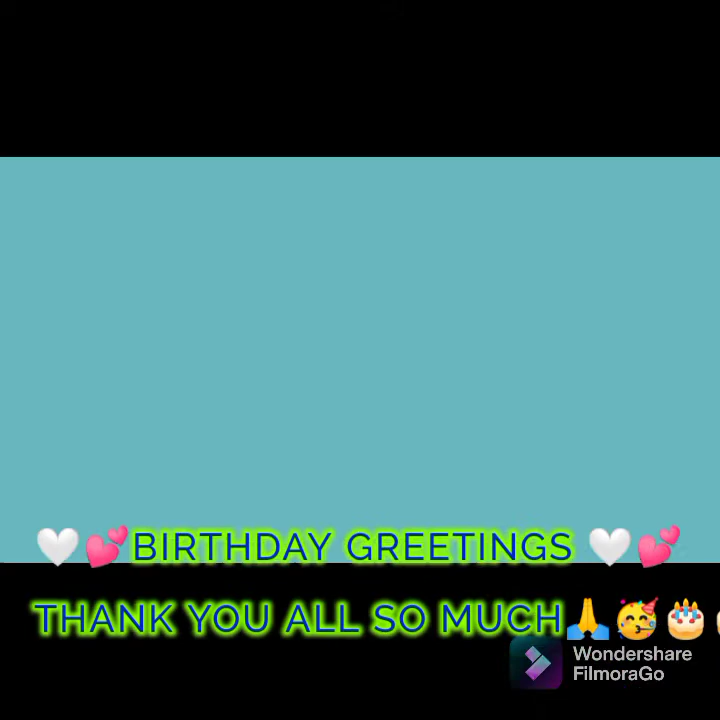 🤍💕BIRTHDAY GREETINGS 🤍💕
THANK YOU ALL SO MUCH🙏🥳🎂
Wondershare
FilmoraGo